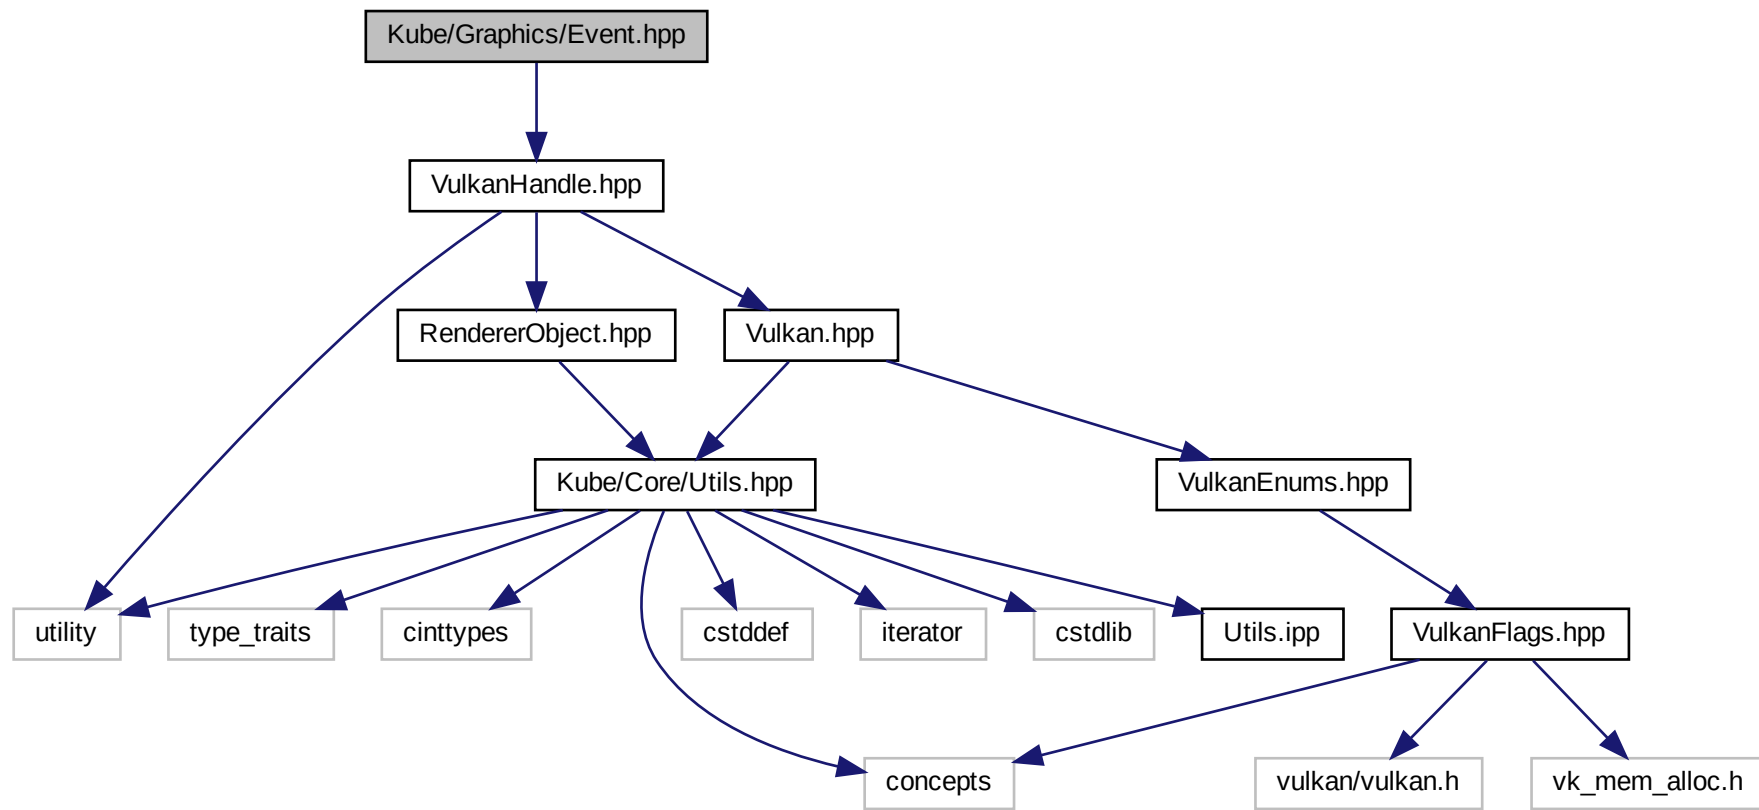 Kube/Graphics/Event.hpp
VulkanHandle.hpp
RendererObject.hpp
Vulkan.hpp
Kube/Core/Utils.hpp
VulkanEnums.hpp
utility
type_traits
cinttypes
cstddef
iterator
cstdlib
Utils.ipp
VulkanFlags.hpp
concepts
vulkan/vulkan.h
vk_mem_alloc.h